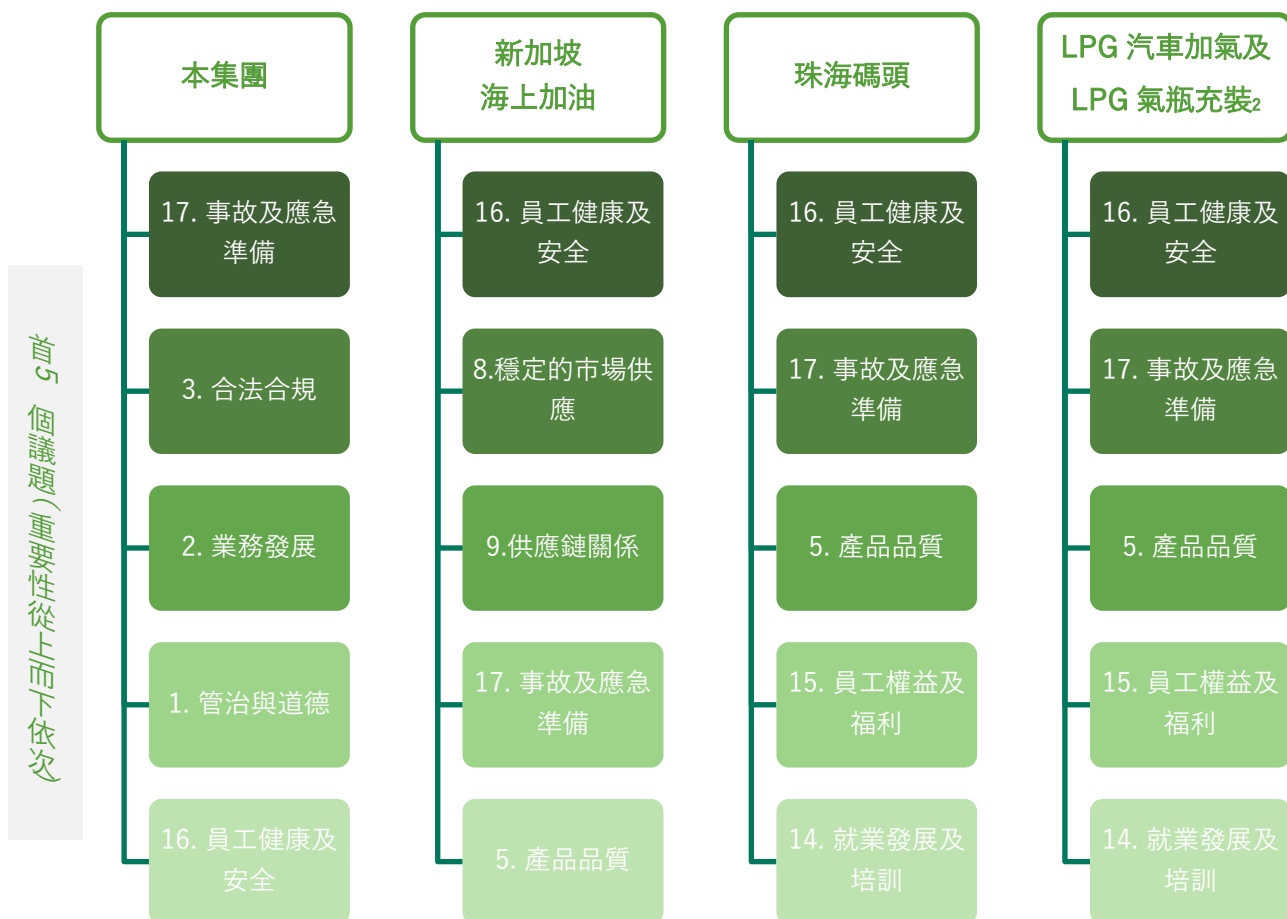 本集團
新加坡
海上加油
珠海碼頭
LPG 汽車加氣及
LPG 氣瓶充裝2
首5 個議題(重要性從上而下依次)
17. 事故及應急
準備
3. 合法合規
2. 業務發展
1. 管治與道德
16. 員工健康及
安全
16. 員工健康及
安全
8.穩定的市場供
應
9.供應鏈關係
17. 事故及應急
準備
5. 產品品質
16. 員工健康及
安全
17. 事故及應急
準備
5. 產品品質
15. 員工權益及
福利
14. 就業發展及
培訓
16. 員工健康及
安全
17. 事故及應急
準備
5. 產品品質
15. 員工權益及
福利
14. 就業發展及
培訓